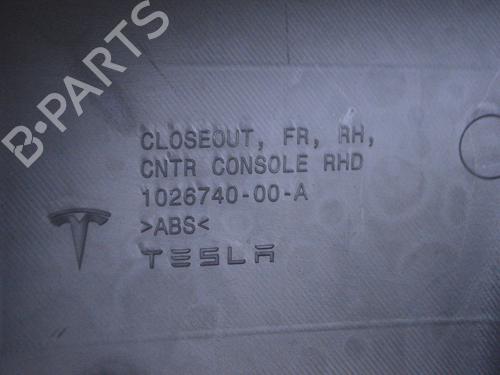 B-PARTS
CLOSEOUT, FR, RH,
CNTR CONSOLE RHD
1026740-00-A
>ABS<
TESLA